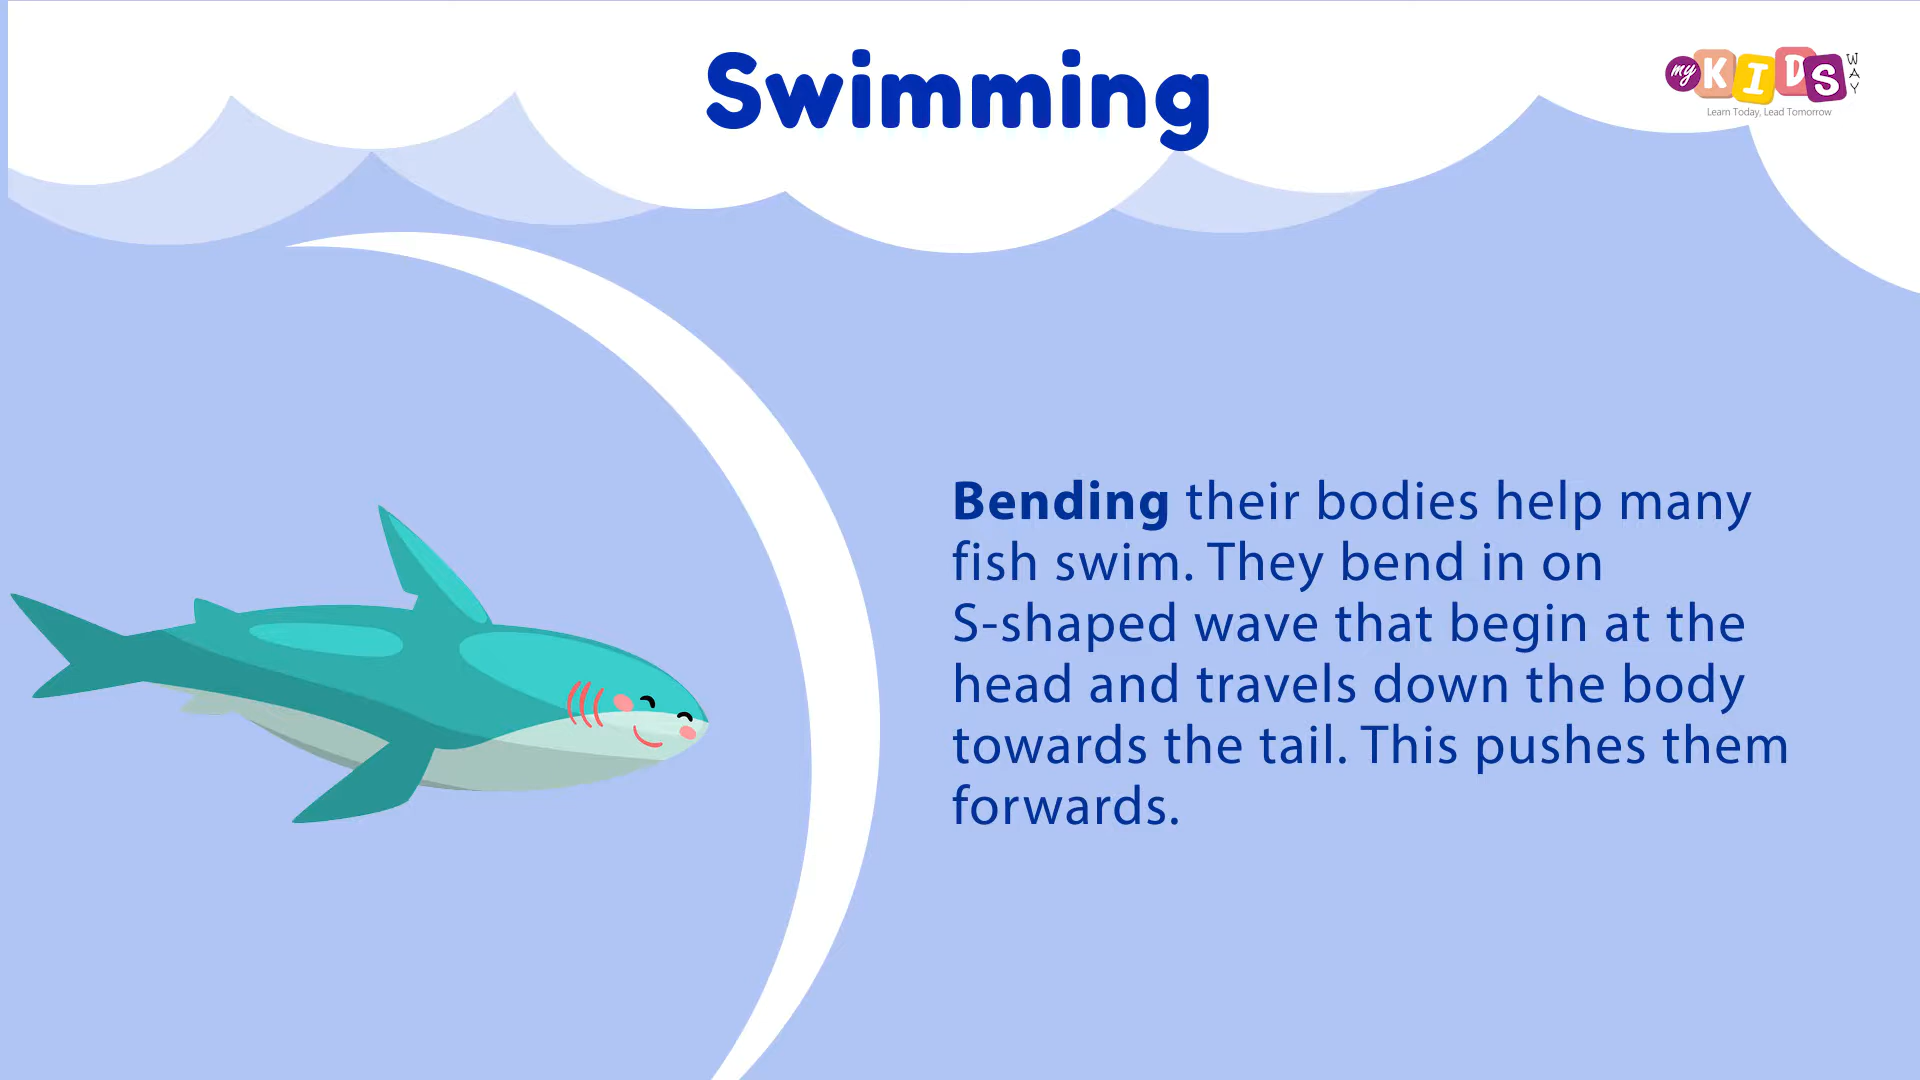 Swimming
my KIDS WAY
Learn Today, Lead Tomorrow
Bending their bodies help many
fish swim. They bend in on
S-shaped wave that begin at the
head and travels down the body
towards the tail. This pushes them
forwards.